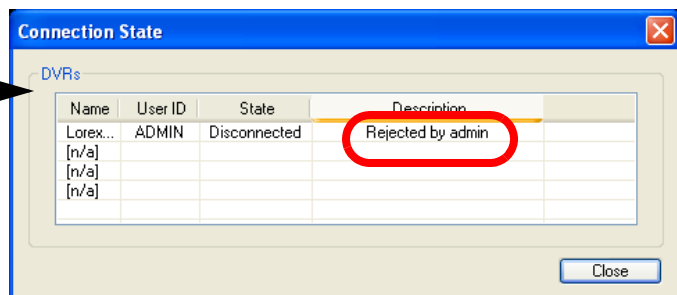 Connection State
DVRs
Name User ID State Description
Lorex... ADMIN Disconnected Rejected by admin
[n/a]
[n/a]
[n/a]
Close